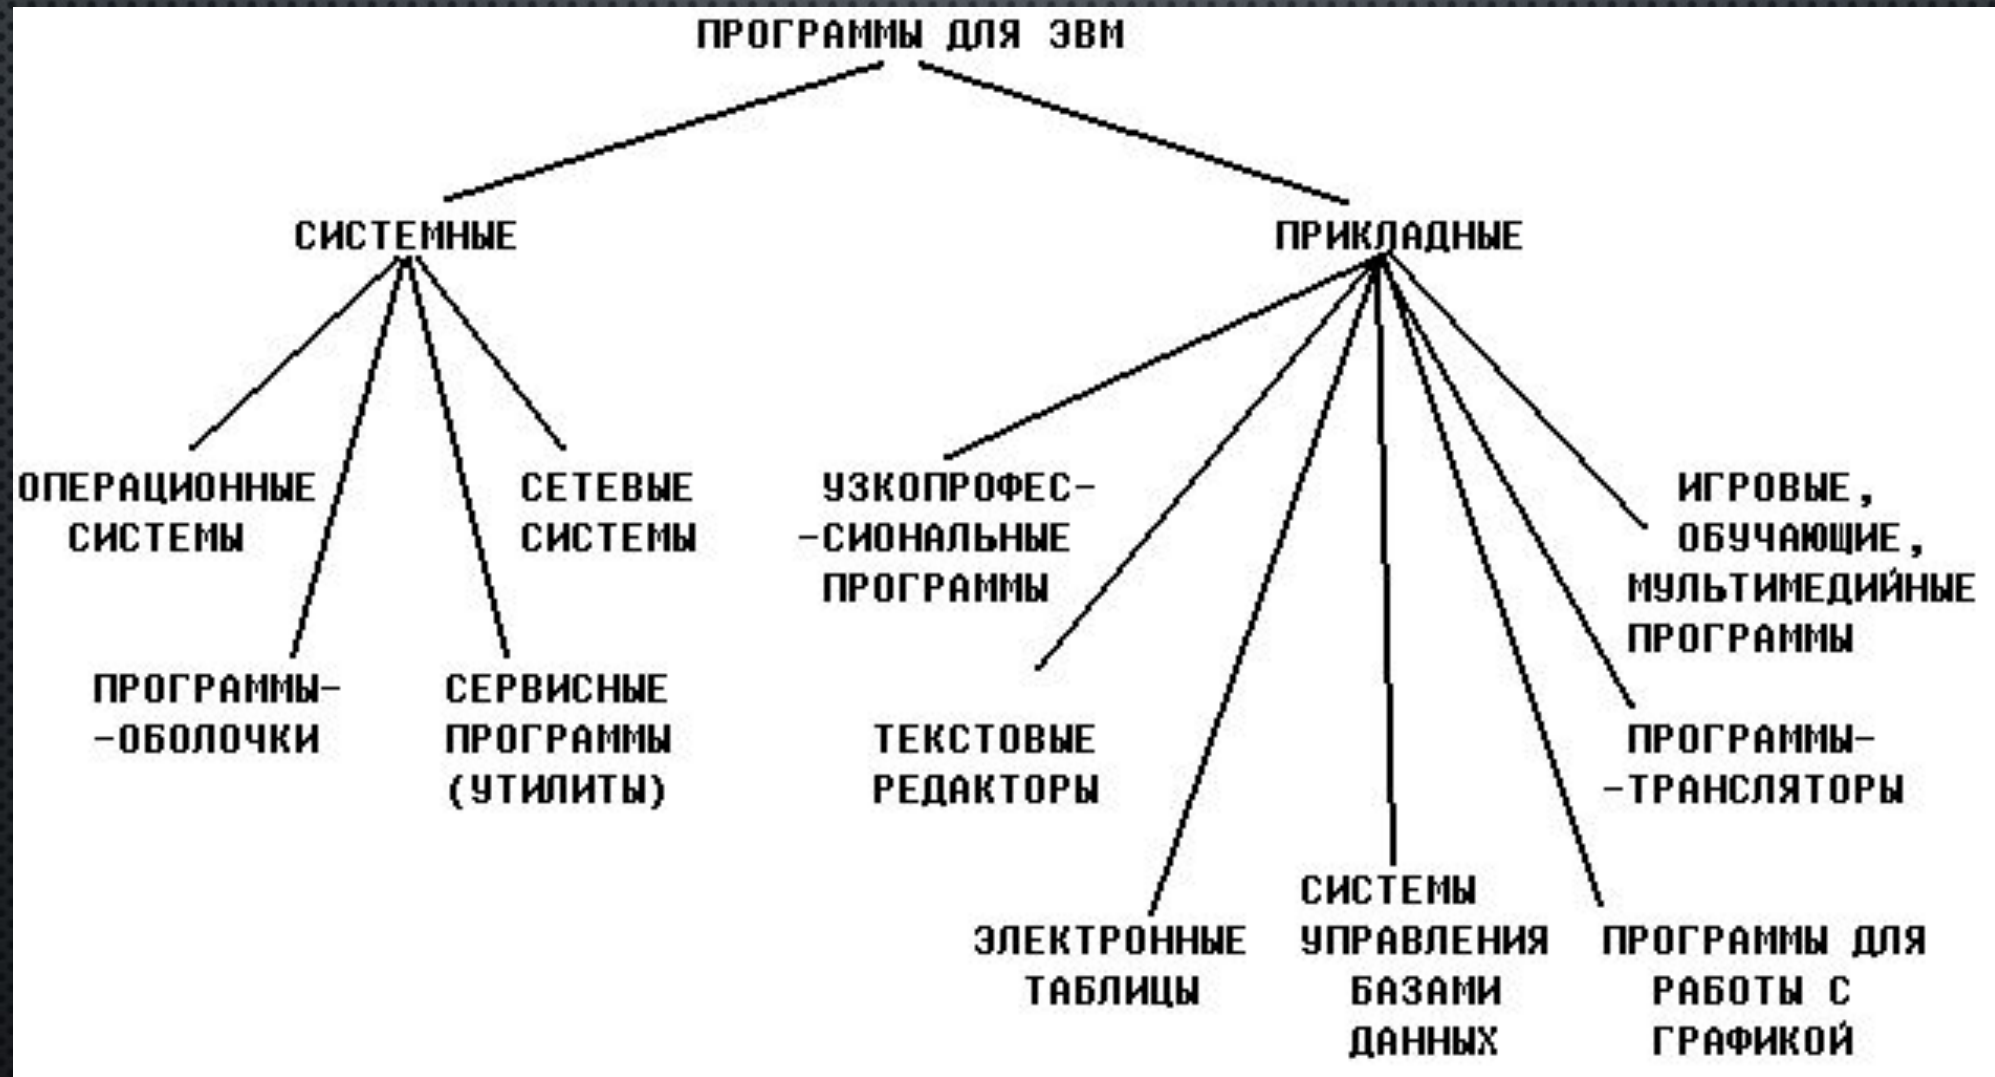 ПРОГРАММЫ ДЛЯ ЭВМ
СИСТЕМНЫЕ
ПРИКЛАДНЫЕ
ОПЕРАЦИОННЫЕ
СИСТЕМЫ
СЕТЕВЫЕ
СИСТЕМЫ
ПРОГРАММЫ-
-ОБОЛОЧКИ
СЕРВИСНЫЕ
ПРОГРАММЫ
(УТИЛИТЫ)
УЗКОПРОФЕС-
-СИОНАЛЬНЫЕ
ПРОГРАММЫ
ИГРОВЫЕ,
ОБУЧАЮЩИЕ,
МУЛЬТИМЕДИЙНЫЕ
ПРОГРАММЫ
ТЕКСТОВЫЕ
РЕДАКТОРЫ
ПРОГРАММЫ-
-ТРАНСЛЯТОРЫ
ЭЛЕКТРОННЫЕ
ТАБЛИЦЫ
СИСТЕМЫ
УПРАВЛЕНИЯ
БАЗАМИ
ДАННЫХ
ПРОГРАММЫ ДЛЯ
РАБОТЫ С
ГРАФИКОЙ